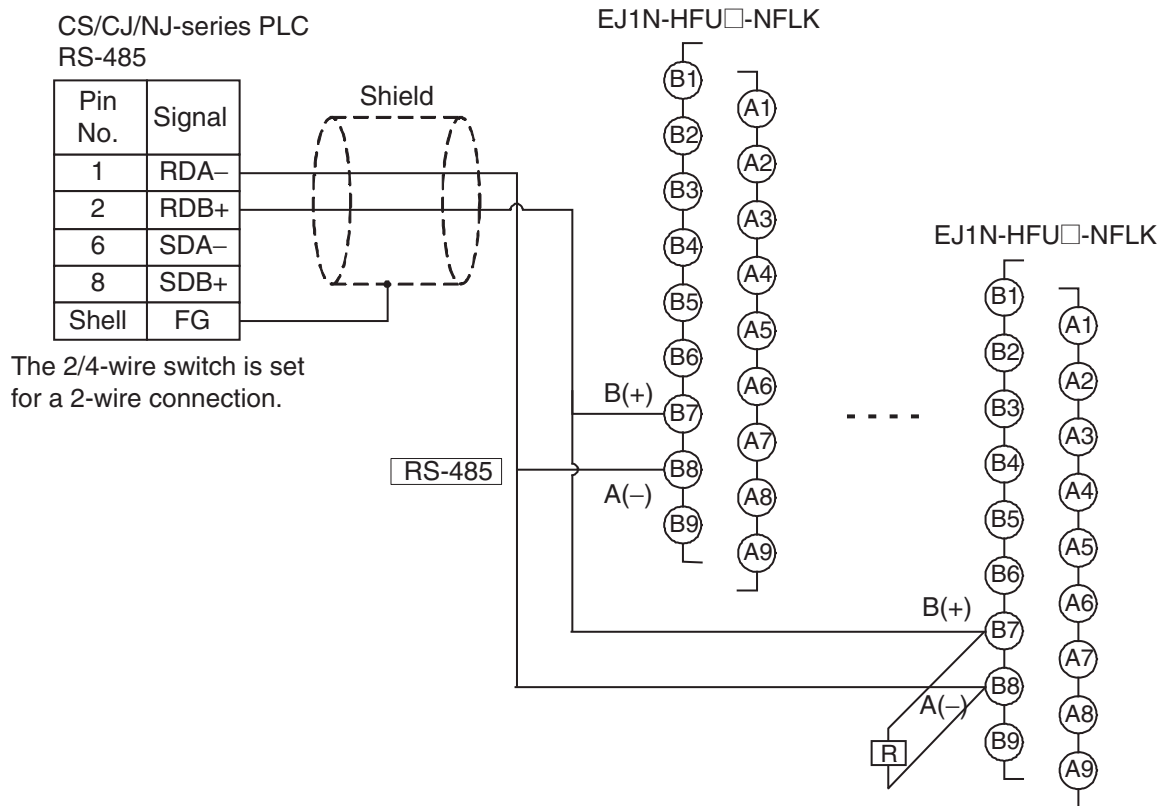 CS/CJ/NJ-series PLC
RS-485
Pin No. Signal
1 RDA−
2 RDB+
6 SDA−
8 SDB+
Shell FG
The 2/4-wire switch is set
for a 2-wire connection.
Shield
RS-485
EJ1N-HFU□-NFLK
B1
B2
B3
B4
B5
B6
B7
B8
B9
A1
A2
A3
A4
A5
A6
A7
A8
A9
B(+)
A(−)
EJ1N-HFU□-NFLK
B1
B2
B3
B4
B5
B6
B7
B8
B9
A1
A2
A3
A4
A5
A6
A7
A8
A9
B(+)
A(−)
R